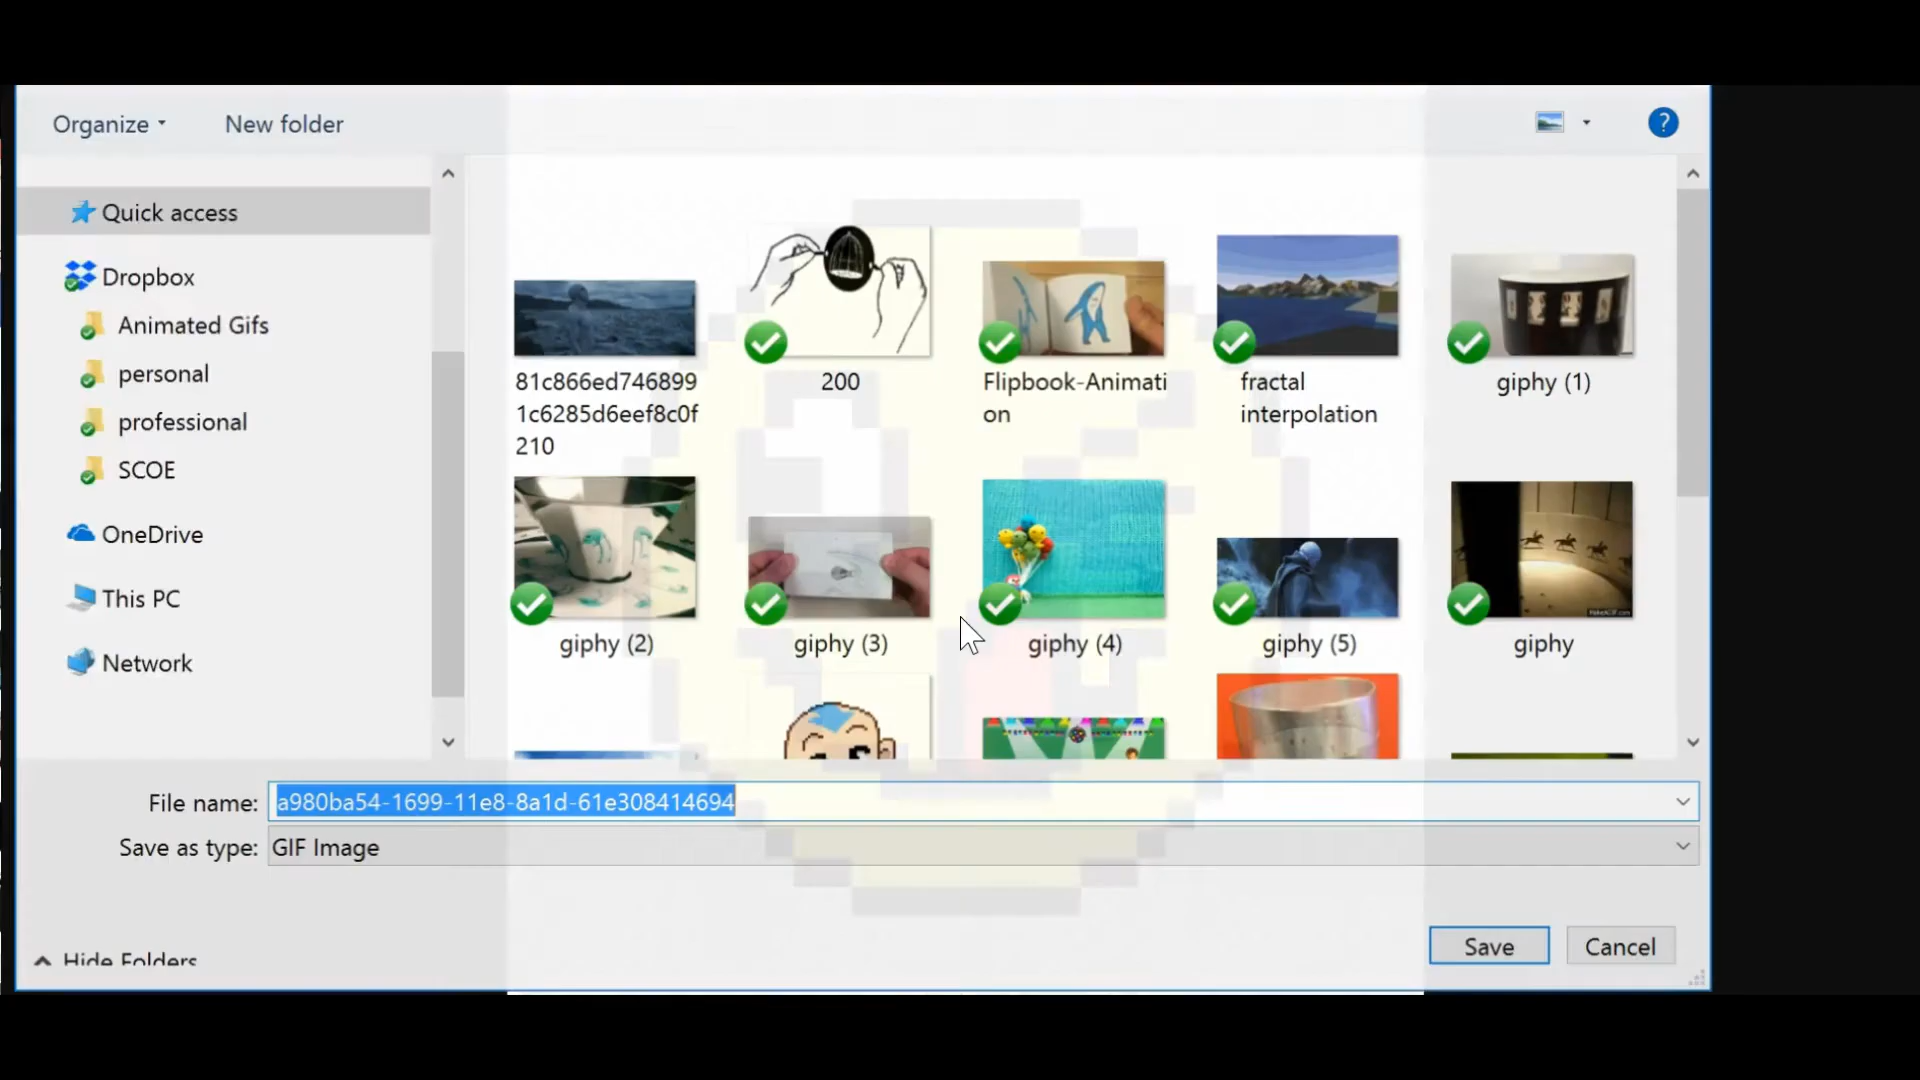 Organize
New folder
?
Quick access
Dropbox
Animated Gifs
personal
professional
SCOE
OneDrive
This PC
Network
81c866ed746899
1c6285d6eef8c0f
210
200
Flipbook-Animati
on
fractal
interpolation
giphy (1)
giphy (2)
giphy (3)
giphy (4)
giphy (5)
giphy
File name: a980ba54-1699-11e8-8a1d-61e308414694
Save as type: GIF Image
Hide Folders
Save
Cancel